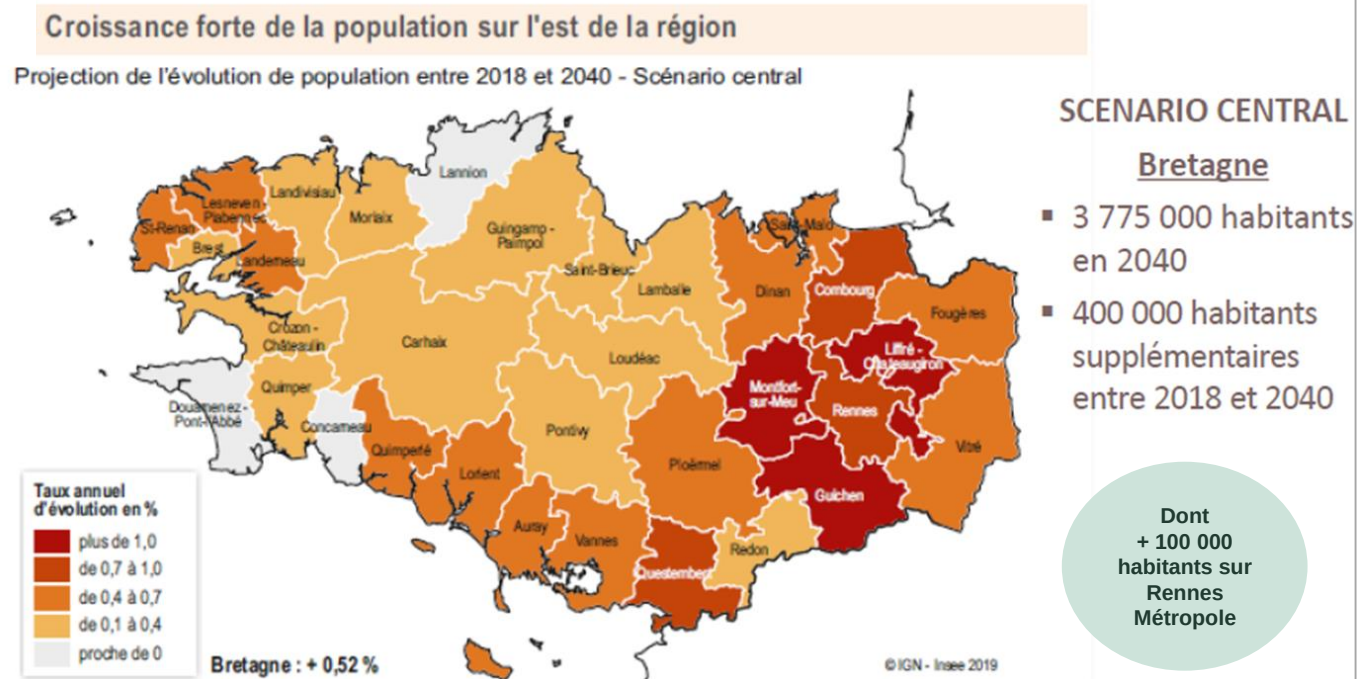 Croissance forte de la population sur l'est de la région
Projection de l'évolution de population entre 2018 et 2040 - Scénario central
SCENARIO CENTRAL
Bretagne
▪ 3 775 000 habitants
en 2040
▪ 400 000 habitants
supplémentaires
entre 2018 et 2040
Dont
+ 100 000
habitants sur
Rennes
Métropole
Lannion
Landivisiau
Morlaix
Lesneven -
Plabennec
St-Renan
Brest
Landerneau
Guingamp -
Paimpol
Saint-Brieuc
Lamballe
Saint-Malo
Dinan
Combourg
Fougères
Crozon -
Châteaulin
Carhaix
Loudéac
Liffré -
Châteaugiron
Montfort-
sur-Meu
Rennes
Quimper
Douarnenez -
Pont-l'Abbé
Concarneau
Quimperlé
Lorient
Pontivy
Ploërmel
Vitré
Guichen
Auray
Vannes
Redon
Questembert
Taux annuel
d'évolution en %
plus de 1,0
de 0,7 à 1,0
de 0,4 à 0,7
de 0,1 à 0,4
proche de 0
Bretagne : + 0,52 %
© IGN - Insee 2019